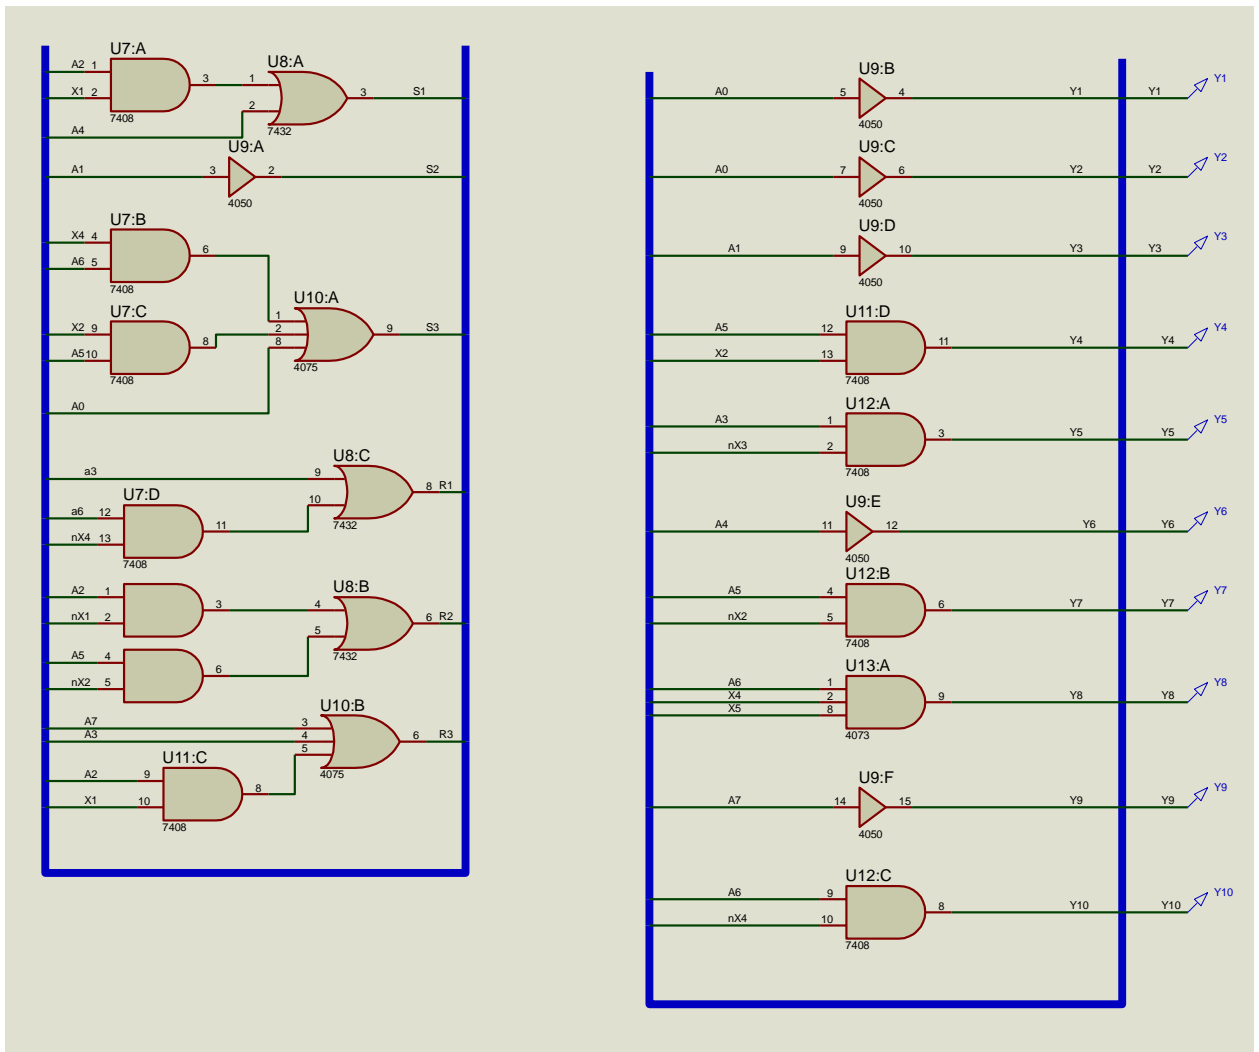 U7:A
A2 1
X1 2
3
7408
A4
U8:A
1
2
3
S1
7432
U9:A
A1
3
2
S2
4050
U7:B
X4 4
A6 5
6
7408
U7:C
X2 9
A5 10
8
7408
A0
U10:A
1
2
8
9
S3
4075
a3
U8:C
9
10
8 R1
7432
U7:D
a6 12
nX4 13
11
7408
A2 1
nX1 2
3
A5 4
nX2 5
6
U8:B
4
5
6 R2
7432
A7
A3
U10:B
3
4
5
6 R3
4075
U11:C
A2 9
X1 10
8
7408
U9:B
A0 5 4 Y1 Y1 Y1
4050
U9:C
A0 7 6 Y2 Y2 Y2
4050
U9:D
A1 9 10 Y3 Y3 Y3
4050
U11:D
A5 12
X2 13
11 Y4 Y4 Y4
7408
U12:A
A3 1
nX3 2
3 Y5 Y5 Y5
7408
U9:E
A4 11 12 Y6 Y6 Y6
4050
U12:B
A5 4
nX2 5
6 Y7 Y7 Y7
7408
U13:A
A6 1
X4 2
X5 8
9 Y8 Y8 Y8
4073
U9:F
A7 14 15 Y9 Y9 Y9
4050
U12:C
A6 9
nX4 10
8 Y10 Y10 Y10
7408